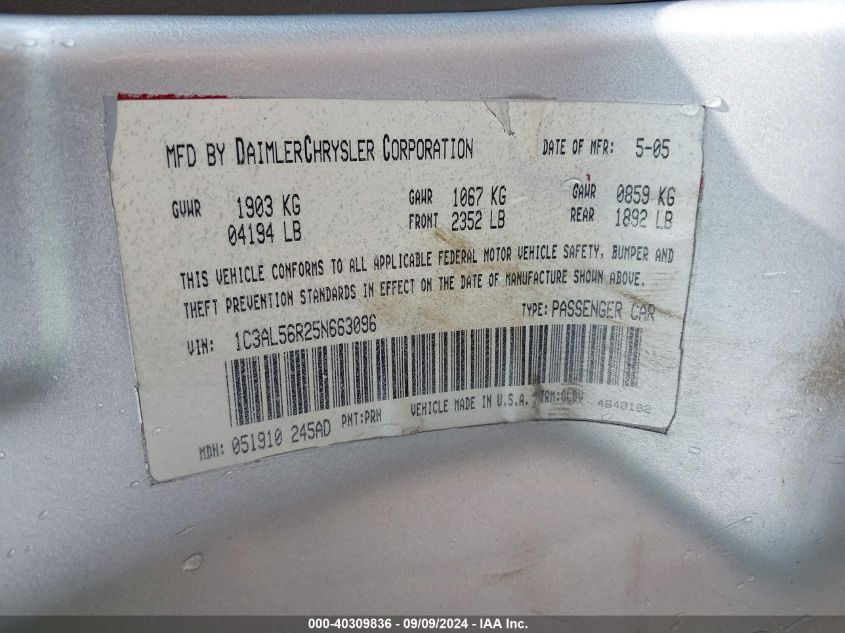 MFD BY DAIMLERCHRYSLER CORPORATION DATE OF MFR: 5-05
GVWR 1903 KG GAWR 1067 KG GAWR 0859 KG
04194 LB FRONT 2352 LB REAR 1892 LB
THIS VEHICLE CONFORMS TO ALL APPLICABLE FEDERAL MOTOR VEHICLE SAFETY, BUMPER AND
THEFT PREVENTION STANDARDS IN EFFECT ON THE DATE OF MANUFACTURE SHOWN ABOVE.
VIN: 1C3AL56R25N663096 TYPE: PASSENGER CAR
MDH: 051910 245AD PNT: PRH VEHICLE MADE IN U.S.A. TRM: 4640102
000-40309836 - 09/09/2024 - IAA Inc.